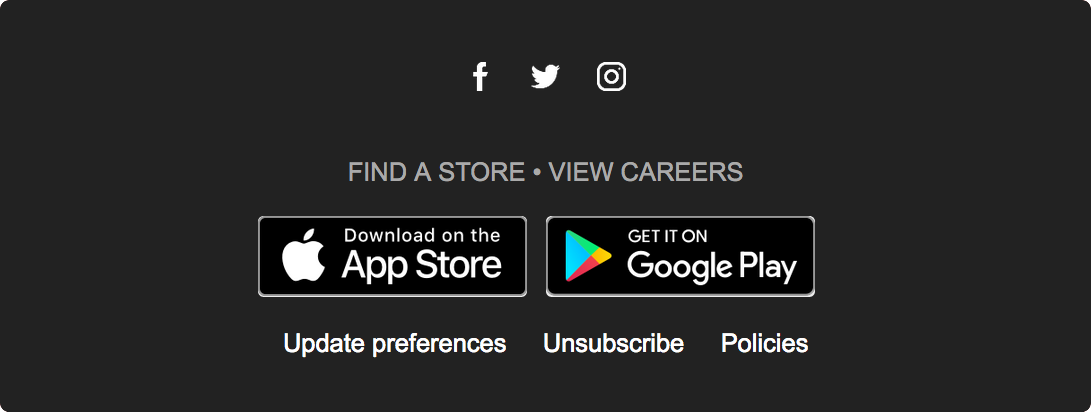 FIND A STORE • VIEW CAREERS
Download on the
App Store
GET IT ON
Google Play
Update preferences Unsubscribe Policies